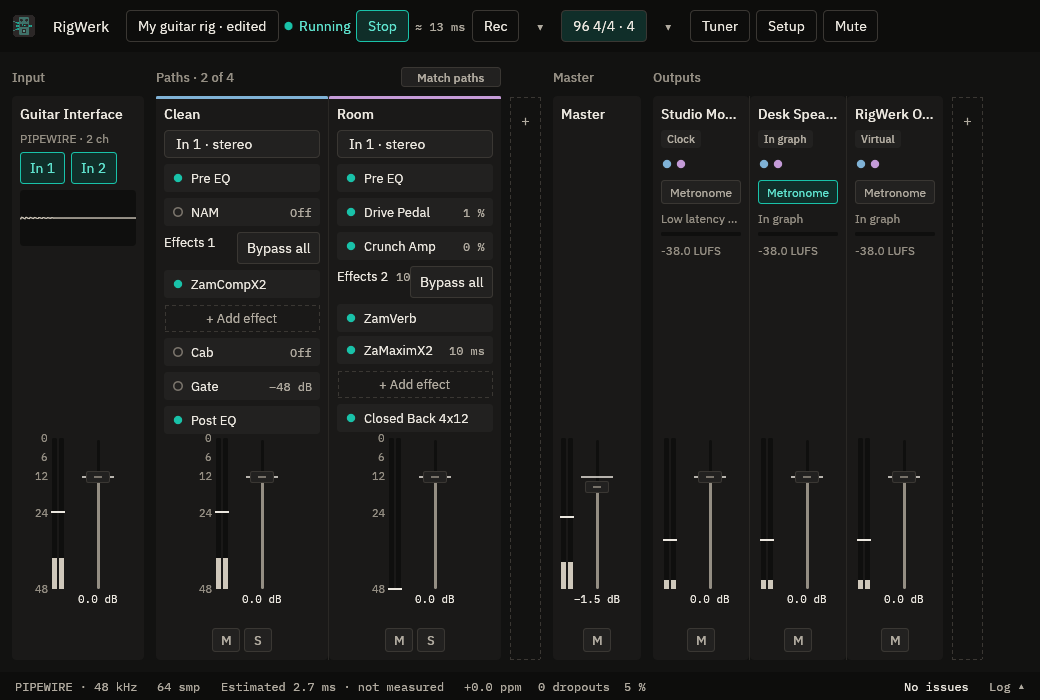 RigWerk
My guitar rig · edited
Running
Stop
≈ 13 ms
Rec
▼
96 4/4 · 4
▼
Tuner
Setup
Mute
Input
Paths · 2 of 4
Match paths
Master
Outputs
Guitar Interface
PIPEWIRE · 2 ch
In 1
In 2
0
6
12
24
48
0.0 dB
Clean
In 1 · stereo
Pre EQ
NAM Off
Effects 1
Bypass all
ZamCompX2
+ Add effect
Cab Off
Gate −48 dB
Post EQ
0
6
12
24
48
0.0 dB
M
S
Room
In 1 · stereo
Pre EQ
Drive Pedal 1 %
Crunch Amp 0 %
Effects 2 10
Bypass all
ZamVerb
ZaMaximX2 10 ms
+ Add effect
Closed Back 4x12
0
6
12
24
48
0.0 dB
M
S
+
Master
−1.5 dB
M
Studio Mo…
Clock
Metronome
Low latency …
-38.0 LUFS
0.0 dB
M
Desk Spea…
In graph
Metronome
In graph
-38.0 LUFS
0.0 dB
M
RigWerk O…
Virtual
Metronome
In graph
-38.0 LUFS
0.0 dB
M
+
PIPEWIRE · 48 kHz
64 smp
Estimated 2.7 ms · not measured
+0.0 ppm
0 dropouts
5 %
No issues
Log ▲